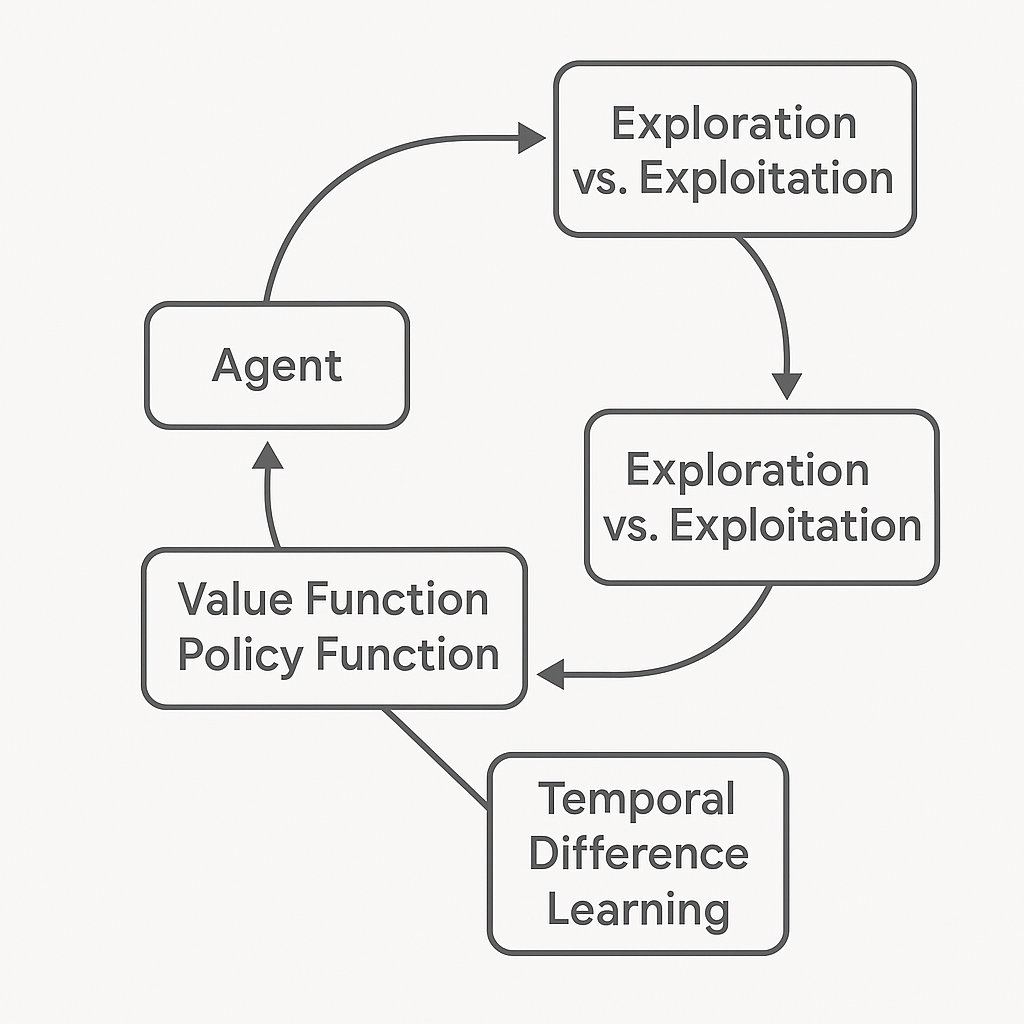 Exploration
vs. Exploitation
Agent
Exploration
vs. Exploitation
Value Function
Policy Function
Temporal
Difference
Learning